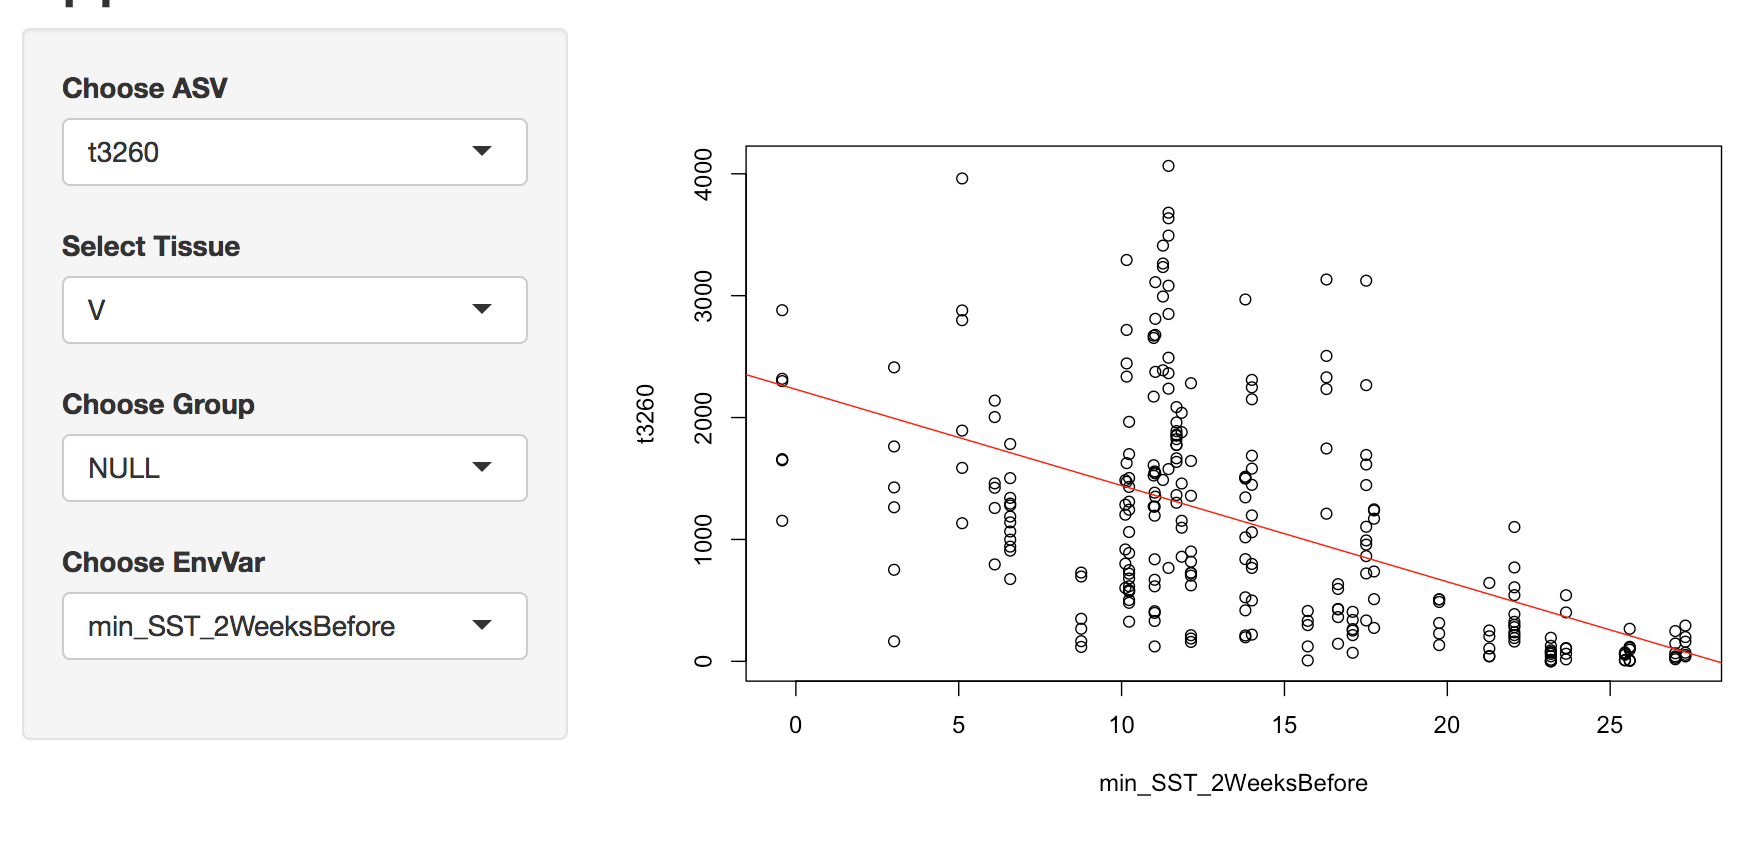 Choose ASV
t3260
Select Tissue
V
Choose Group
NULL
Choose EnvVar
min_SST_2WeeksBefore
4000
3000
2000
1000
0
t3260
0 5 10 15 20 25
min_SST_2WeeksBefore